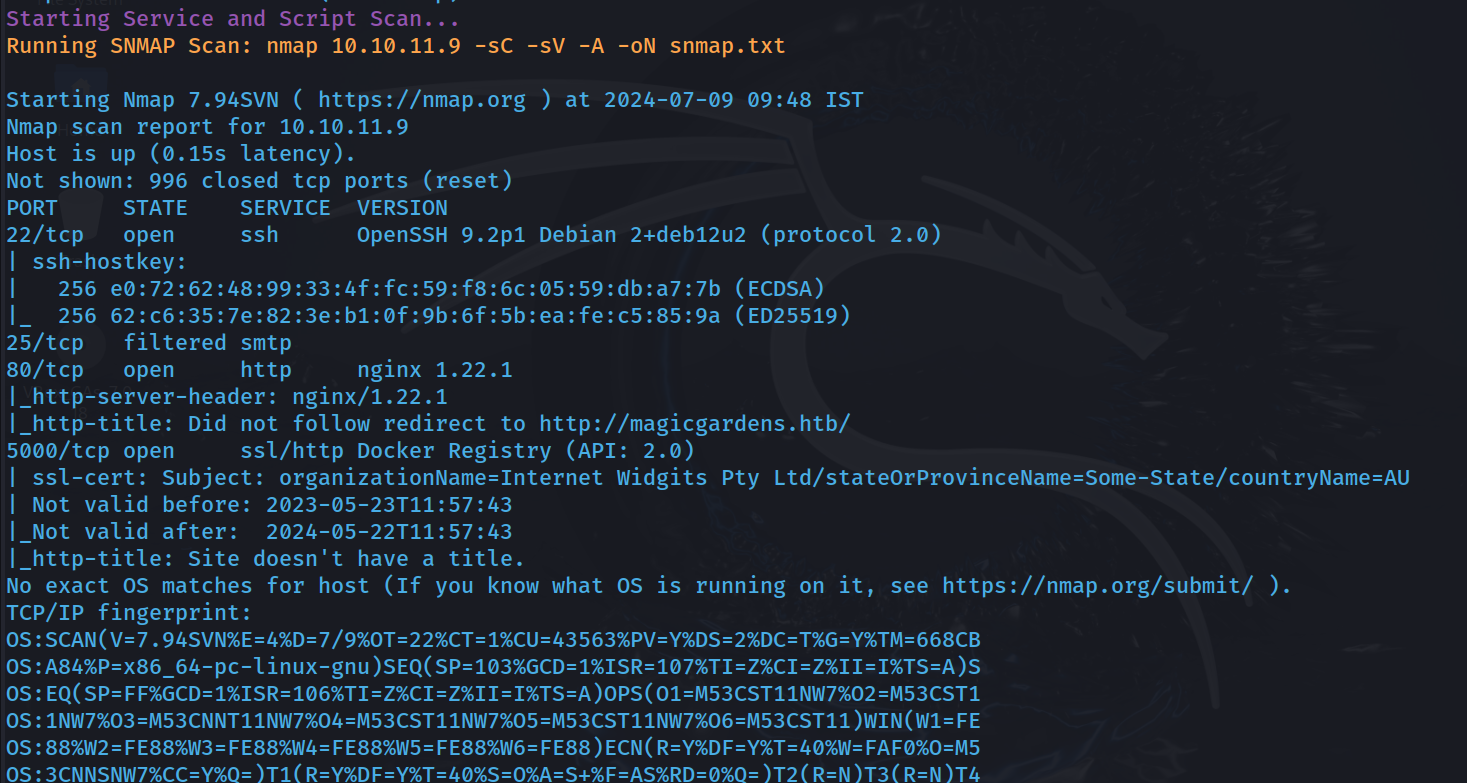 Starting Service and Script Scan...
Running SNMAP Scan: nmap 10.10.11.9 -sC -sV -A -oN snmap.txt
Starting Nmap 7.94SVN ( https://nmap.org ) at 2024-07-09 09:48 IST
Nmap scan report for 10.10.11.9
Host is up (0.15s latency).
Not shown: 996 closed tcp ports (reset)
PORT     STATE    SERVICE  VERSION
22/tcp   open     ssh      OpenSSH 9.2p1 Debian 2+deb12u2 (protocol 2.0)
| ssh-hostkey:
|   256 e0:72:62:48:99:33:4f:fc:59:f8:6c:05:59:db:a7:7b (ECDSA)
|_  256 62:c6:35:7e:82:3e:b1:0f:9b:6f:5b:ea:fe:c5:85:9a (ED25519)
25/tcp   filtered smtp
80/tcp   open     http     nginx 1.22.1
|_http-server-header: nginx/1.22.1
|_http-title: Did not follow redirect to http://magicgardens.htb/
5000/tcp open     ssl/http Docker Registry (API: 2.0)
| ssl-cert: Subject: organizationName=Internet Widgits Pty Ltd/stateOrProvinceName=Some-State/countryName=AU
| Not valid before: 2023-05-23T11:57:43
|_Not valid after:  2024-05-22T11:57:43
|_http-title: Site doesn't have a title.
No exact OS matches for host (If you know what OS is running on it, see https://nmap.org/submit/ ).
TCP/IP fingerprint:
OS:SCAN(V=7.94SVN%E=4%D=7/9%OT=22%CT=1%CU=43563%PV=Y%DS=2%DC=T%G=Y%TM=668CB
OS:A84%P=x86_64-pc-linux-gnu)SEQ(SP=103%GCD=1%ISR=107%TI=Z%CI=Z%II=I%TS=A)S
OS:EQ(SP=FF%GCD=1%ISR=106%TI=Z%CI=Z%II=I%TS=A)OPS(O1=M53CST11NW7%O2=M53CST1
OS:1NW7%O3=M53CNNT11NW7%O4=M53CST11NW7%O5=M53CST11NW7%O6=M53CST11)WIN(W1=FE
OS:88%W2=FE88%W3=FE88%W4=FE88%W5=FE88%W6=FE88)ECN(R=Y%DF=Y%T=40%W=FAF0%O=M5
OS:3CNNSNW7%CC=Y%Q=)T1(R=Y%DF=Y%T=40%S=O%A=S+%F=AS%RD=0%Q=)T2(R=N)T3(R=N)T4